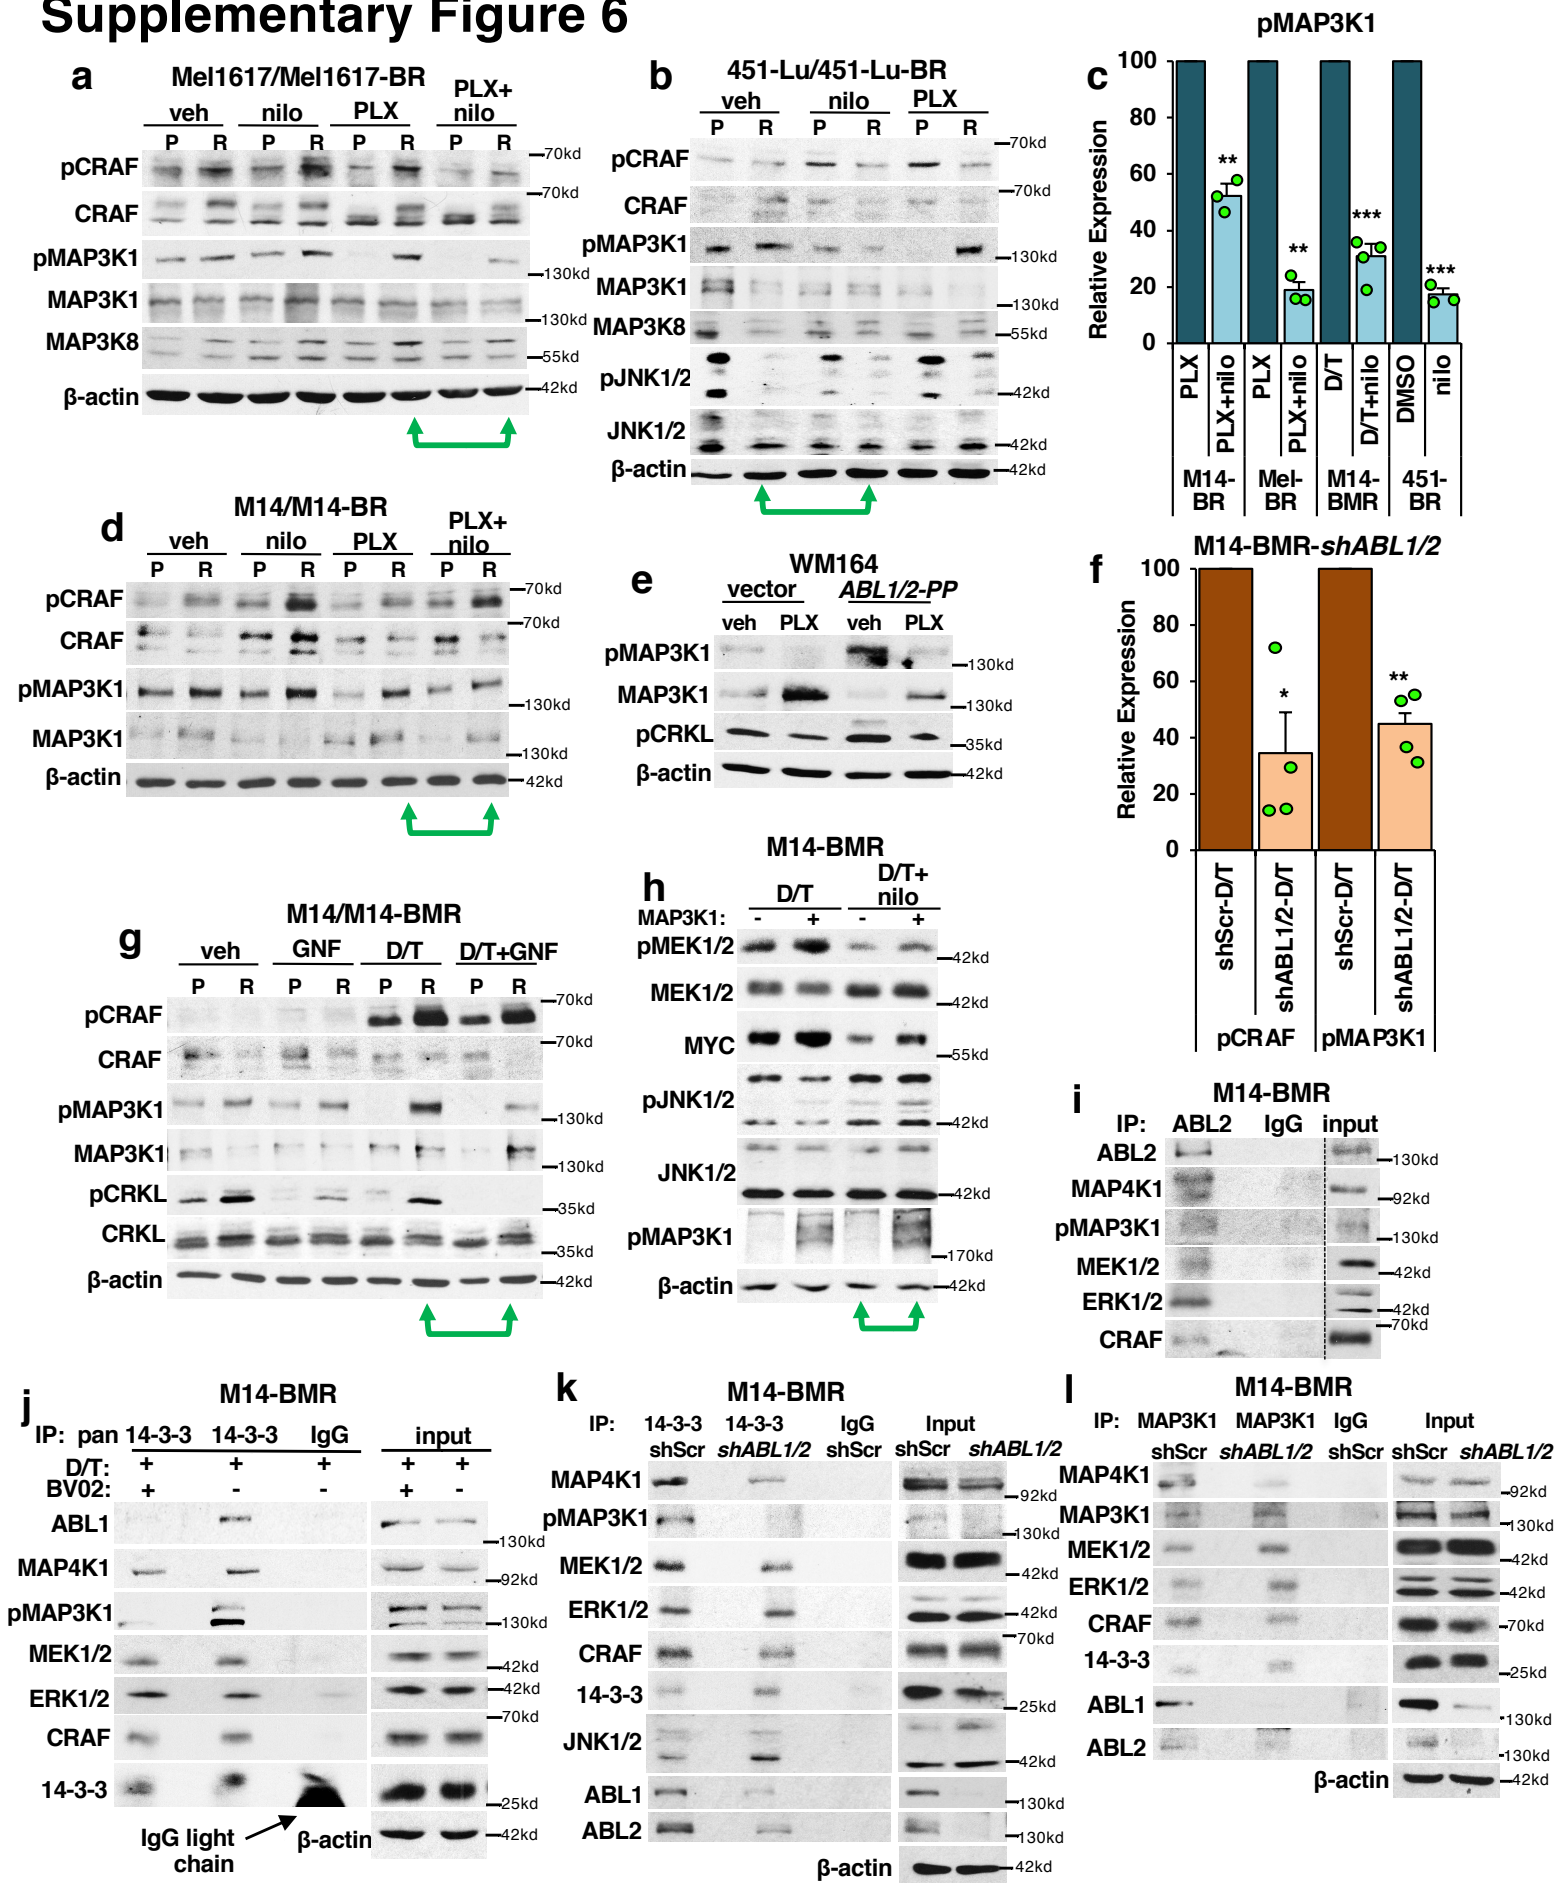 Supplementary Figure 6
a
Mel1617/Mel1617-BR
veh nilo PLX PLX+
nilo
P R P R P R P R
pCRAF 70kd
CRAF 70kd
pMAP3K1 130kd
MAP3K1 130kd
MAP3K8 55kd
β-actin 42kd
b
451-Lu/451-Lu-BR
veh nilo PLX
P R P R P R
pCRAF 70kd
CRAF 70kd
pMAP3K1 130kd
MAP3K1 130kd
MAP3K8 55kd
pJNK1/2 42kd
JNK1/2 42kd
β-actin 42kd
c
pMAP3K1
Relative Expression
100
80
60
40
20
0
** ** *** ***
PLX PLX+nilo PLX PLX+nilo D/T D/T+nilo DMSO nilo
M14- Mel- M14- 451-
BR BR BMR BR
d
M14/M14-BR
veh nilo PLX PLX+
nilo
P R P R P R P R
pCRAF 70kd
CRAF 70kd
pMAP3K1 130kd
MAP3K1 130kd
β-actin 42kd
e
WM164
vector ABL1/2-PP
veh PLX veh PLX
pMAP3K1 130kd
MAP3K1 130kd
pCRKL 35kd
β-actin 42kd
f
M14-BMR-shABL1/2
Relative Expression
100
80
60
40
20
0
* **
shScr-D/T shABL1/2-D/T shScr-D/T shABL1/2-D/T
pCRAF pMAP3K1
g
M14/M14-BMR
veh GNF D/T D/T+GNF
P R P R P R P R
pCRAF 70kd
CRAF 70kd
pMAP3K1 130kd
MAP3K1 130kd
pCRKL 35kd
CRKL 35kd
β-actin 42kd
h
M14-BMR
D/T D/T+
nilo
MAP3K1: - + - +
pMEK1/2 42kd
MEK1/2 42kd
MYC 55kd
pJNK1/2 42kd
JNK1/2 42kd
pMAP3K1 170kd
β-actin 42kd
i
M14-BMR
IP: ABL2 IgG input
ABL2 130kd
MAP4K1 92kd
pMAP3K1 130kd
MEK1/2 42kd
ERK1/2 42kd
CRAF 70kd
j
M14-BMR
IP: pan 14-3-3 14-3-3 IgG input
D/T: + + + + +
BV02: + - - + -
ABL1 130kd
MAP4K1 92kd
pMAP3K1 130kd
MEK1/2 42kd
ERK1/2 42kd
CRAF 70kd
14-3-3 25kd
IgG light
chain
β-actin 42kd
k
M14-BMR
IP: 14-3-3 14-3-3 IgG Input
shScr shABL1/2 shScr shScr shABL1/2
MAP4K1 92kd
pMAP3K1 130kd
MEK1/2 42kd
ERK1/2 42kd
CRAF 70kd
14-3-3 25kd
JNK1/2 42kd
ABL1 130kd
ABL2 130kd
β-actin 42kd
l
M14-BMR
IP: MAP3K1 MAP3K1 IgG Input
shScr shABL1/2 shScr shScr shABL1/2
MAP4K1 92kd
MAP3K1 130kd
MEK1/2 42kd
ERK1/2 42kd
CRAF 70kd
14-3-3 25kd
ABL1 130kd
ABL2 130kd
β-actin 42kd